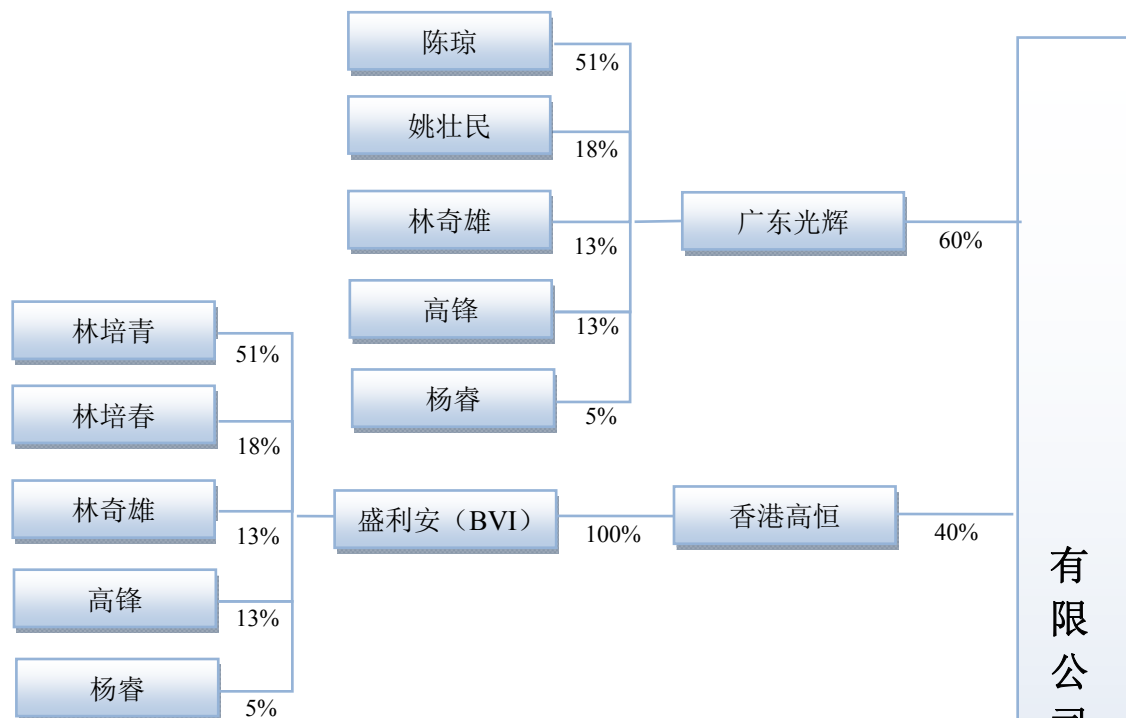 陈琼
51%
姚壮民
18%
林奇雄
13%
广东光辉
60%
高锋
13%
杨睿
5%
林培青
51%
林培春
18%
林奇雄
13%
高锋
13%
杨睿
5%
盛利安（BVI）
100%
香港高恒
40%
有
限
公
司